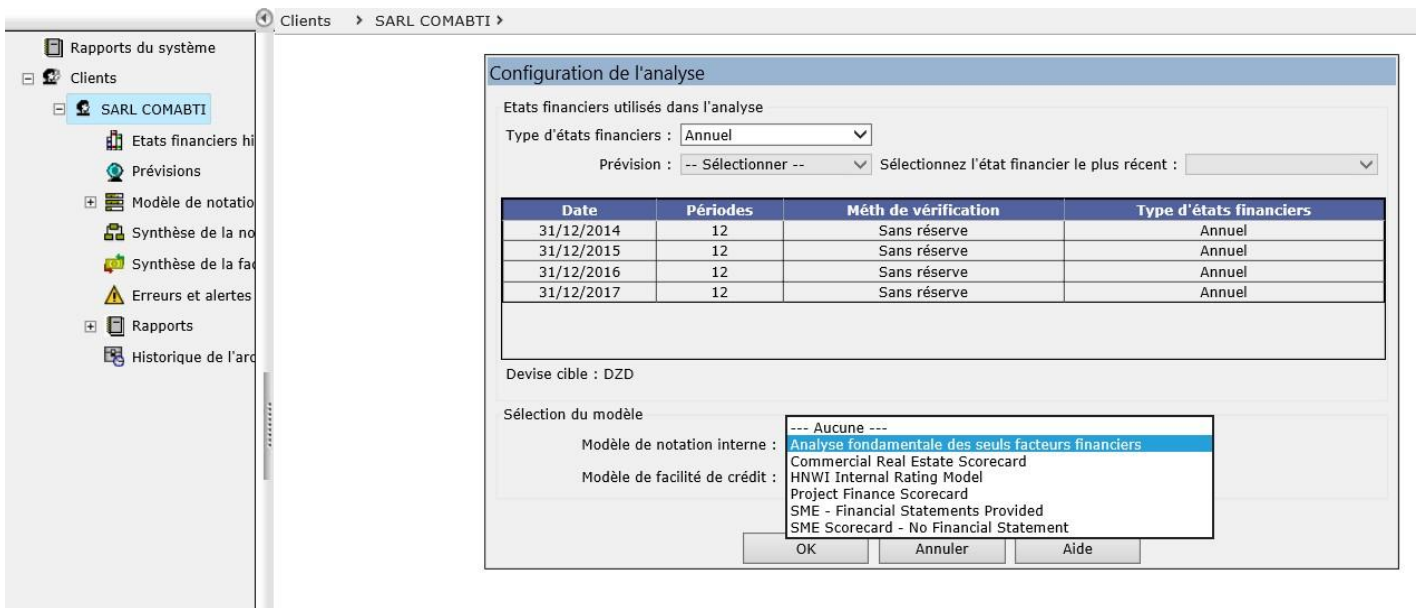 Clients > SARL COMABTI >
Rapports du système
Clients
SARL COMABTI
Etats financiers hi
Prévisions
Modèle de notatio
Synthèse de la no
Synthèse de la fa
Erreurs et alertes
Rapports
Historique de l'arc
Configuration de l'analyse
Etats financiers utilisés dans l'analyse
Type d'états financiers : Annuel
Prévision : -- Sélectionner -- Sélectionnez l'état financier le plus récent :
Date Périodes Méth de vérification Type d'états financiers
31/12/2014 12 Sans réserve Annuel
31/12/2015 12 Sans réserve Annuel
31/12/2016 12 Sans réserve Annuel
31/12/2017 12 Sans réserve Annuel
Devise cible : DZD
Sélection du modèle
--- Aucune ---
Modèle de notation interne : Analyse fondamentale des seuls facteurs financiers
Commercial Real Estate Scorecard
Modèle de facilité de crédit : HNWI Internal Rating Model
Project Finance Scorecard
SME - Financial Statements Provided
SME Scorecard - No Financial Statement
OK Annuler Aide